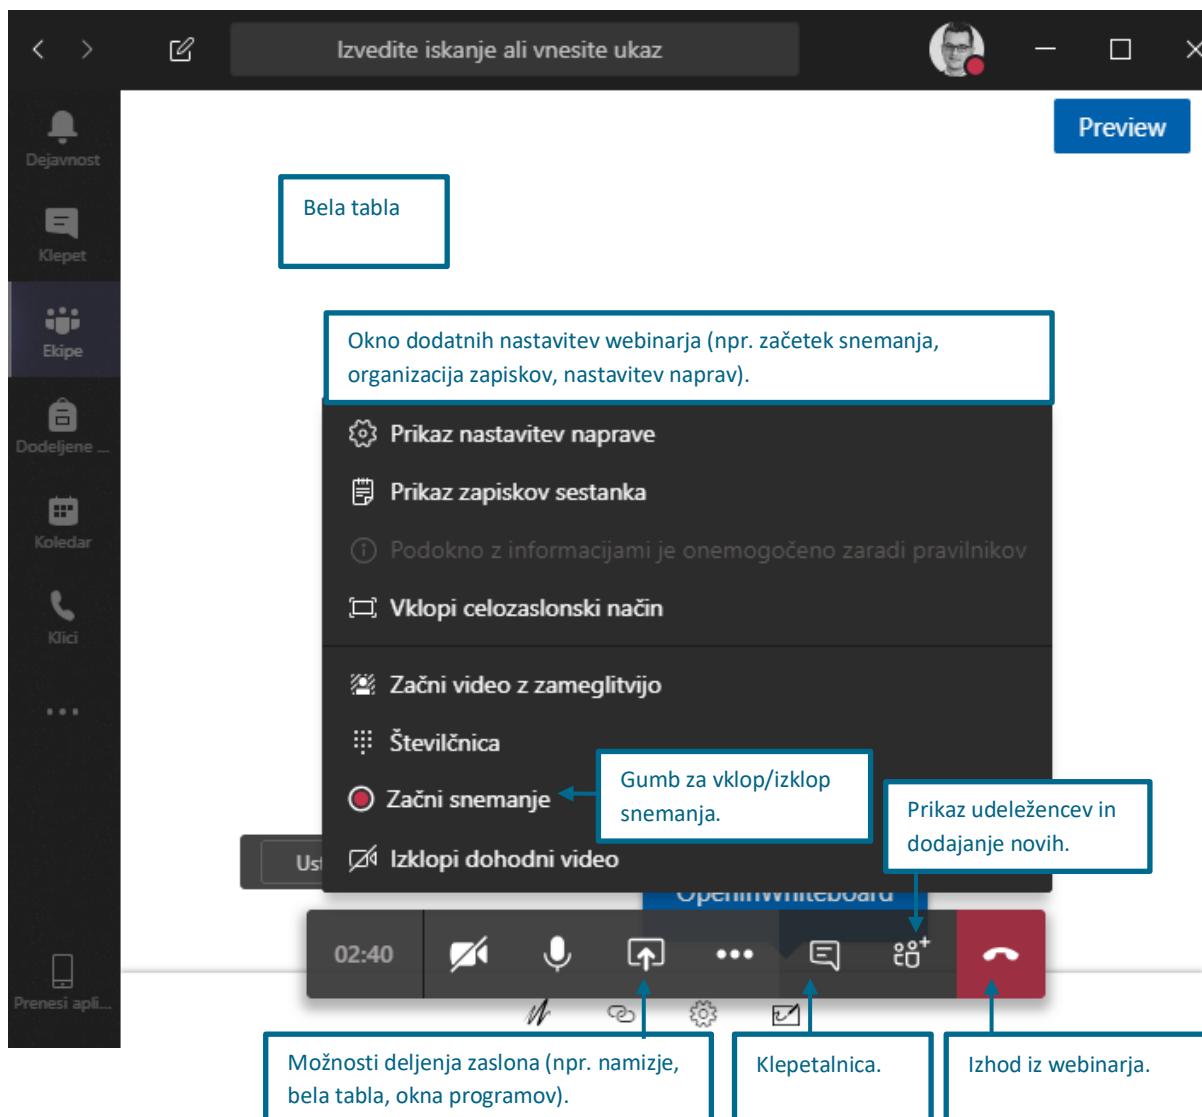 Izvedite iskanje ali vnesite ukaz
Preview
Dejavnost
Bela tabla
Klepet
Okno dodatnih nastavitev webinarja (npr. začetek snemanja,
organizacija zapiskov, nastavitev naprav).
Ekipe
Prikaz nastavitev naprave
Dodeljene ...
Prikaz zapiskov sestanka
Koledar
Podokno z informacijami je onemogočeno zaradi pravilnikov
Vklopi celozaslonski način
Klici
Začni video z zameglitvijo
Številčnica
Gumb za vklop/izklop
snemanja.
Začni snemanje
Prikaz udeležencev in
dodajanje novih.
Izklopi dohodni video
OpenInWhiteboard
02:40
Prenesi apli...
Možnosti deljenja zaslona (npr. namizje,
bela tabla, okna programov).
Klepetalnica.
Izhod iz webinarja.